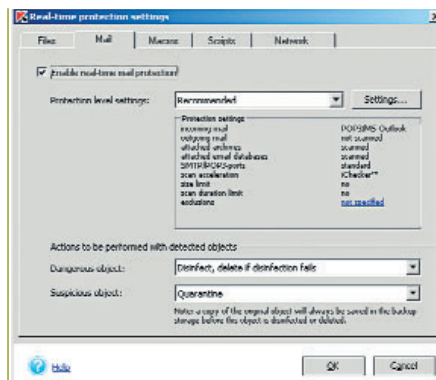 Real-time protection settings
Files Mail Macros Scripts Network
Enable real-time mail protection
Protection level settings: Recommended Settings...
Protection settings
incoming mail POP3/MS Outlook
outgoing mail not scanned
attached archives scanned
attached email databases scanned
SMTP/POP3-ports standard
scan acceleration iChecker™
size limit no
scan duration limit no
exclusions not specified
Actions to be performed with detected objects
Dangerous object: Disinfect, delete if disinfection fails
Suspicious object: Quarantine
Note: a copy of the original object will always be saved in the backup
storage before this object is disinfected or deleted.
Help OK Cancel